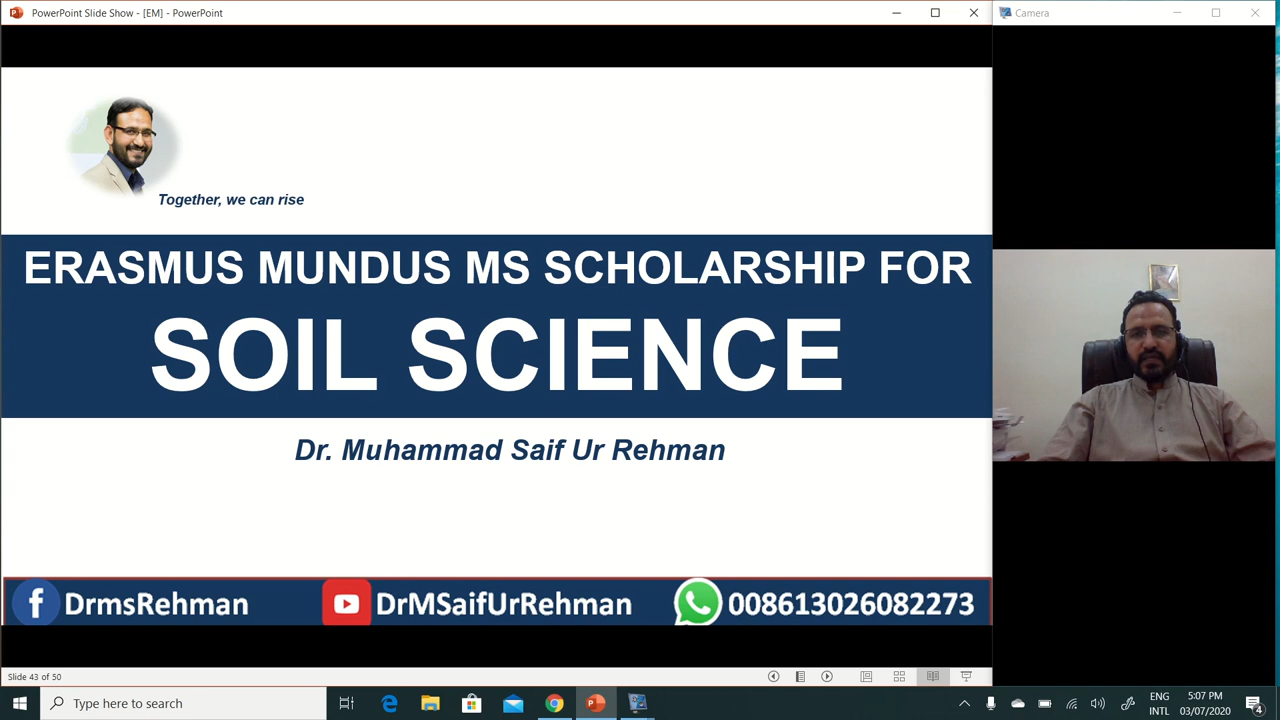 PowerPoint Slide Show - [EM] - PowerPoint
Camera
Together, we can rise
ERASMUS MUNDUS MS SCHOLARSHIP FOR
SOIL SCIENCE
Dr. Muhammad Saif Ur Rehman
DrmsRehman
DrMSaifUrRehman
008613026082273
Slide 43 of 50
Type here to search
ENG
INTL
5:07 PM
03/07/2020
4